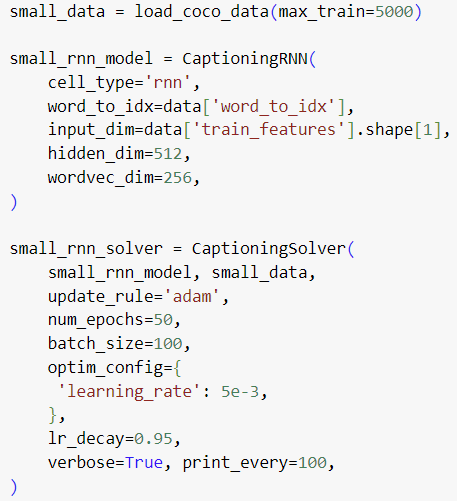 small_data = load_coco_data(max_train=5000)
small_rnn_model = CaptioningRNN(
    cell_type='rnn',
    word_to_idx=data['word_to_idx'],
    input_dim=data['train_features'].shape[1],
    hidden_dim=512,
    wordvec_dim=256,
)
small_rnn_solver = CaptioningSolver(
    small_rnn_model, small_data,
    update_rule='adam',
    num_epochs=50,
    batch_size=100,
    optim_config={
     'learning_rate': 5e-3,
    },
    lr_decay=0.95,
    verbose=True, print_every=100,
)